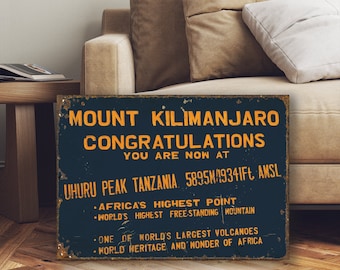 MOUNT KILIMANJARO
CONGRATULATIONS
YOU ARE NOW AT
UHURU PEAK TANZANIA 5895M/19341Ft AMSL
• AFRICA'S HIGHEST POINT
• WORLD'S HIGHEST FREE-STANDING MOUNTAIN
• ONE OF WORLD'S LARGEST VOLCANOES
• WORLD HERITAGE AND WONDER OF AFRICA